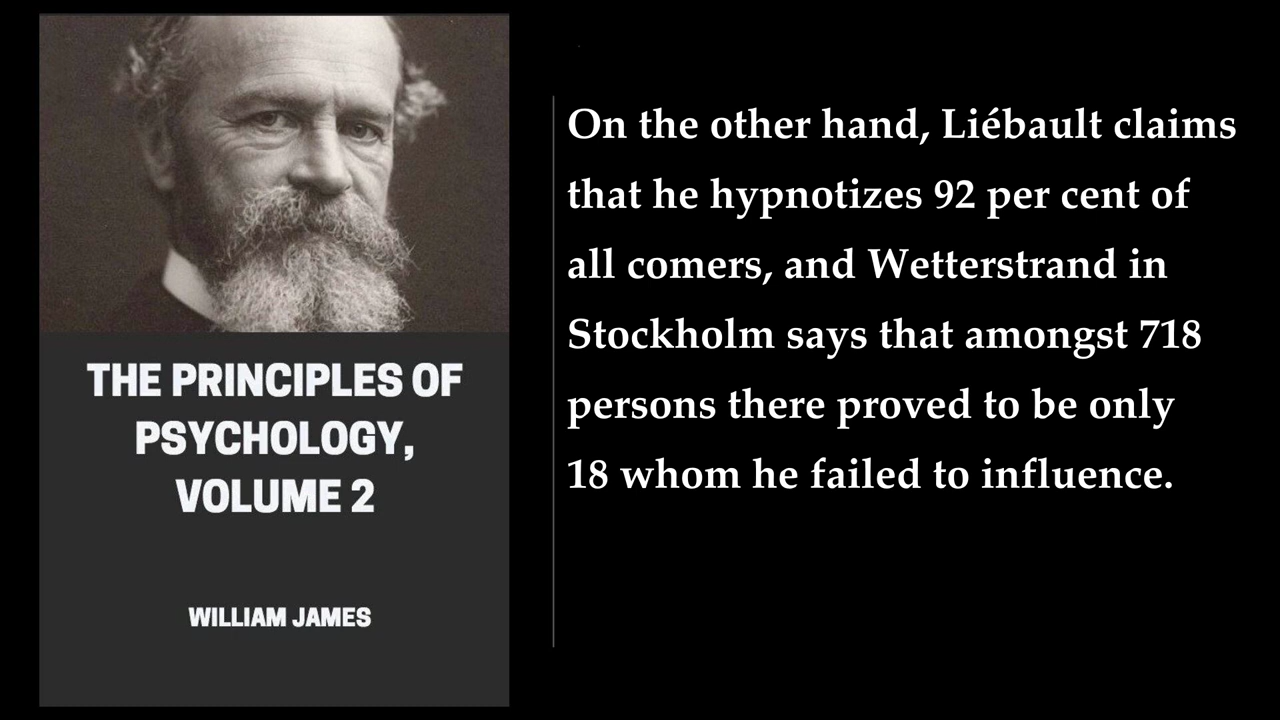 THE PRINCIPLES OF
PSYCHOLOGY,
VOLUME 2
WILLIAM JAMES
On the other hand, Liébault claims
that he hypnotizes 92 per cent of
all comers, and Wetterstrand in
Stockholm says that amongst 718
persons there proved to be only
18 whom he failed to influence.